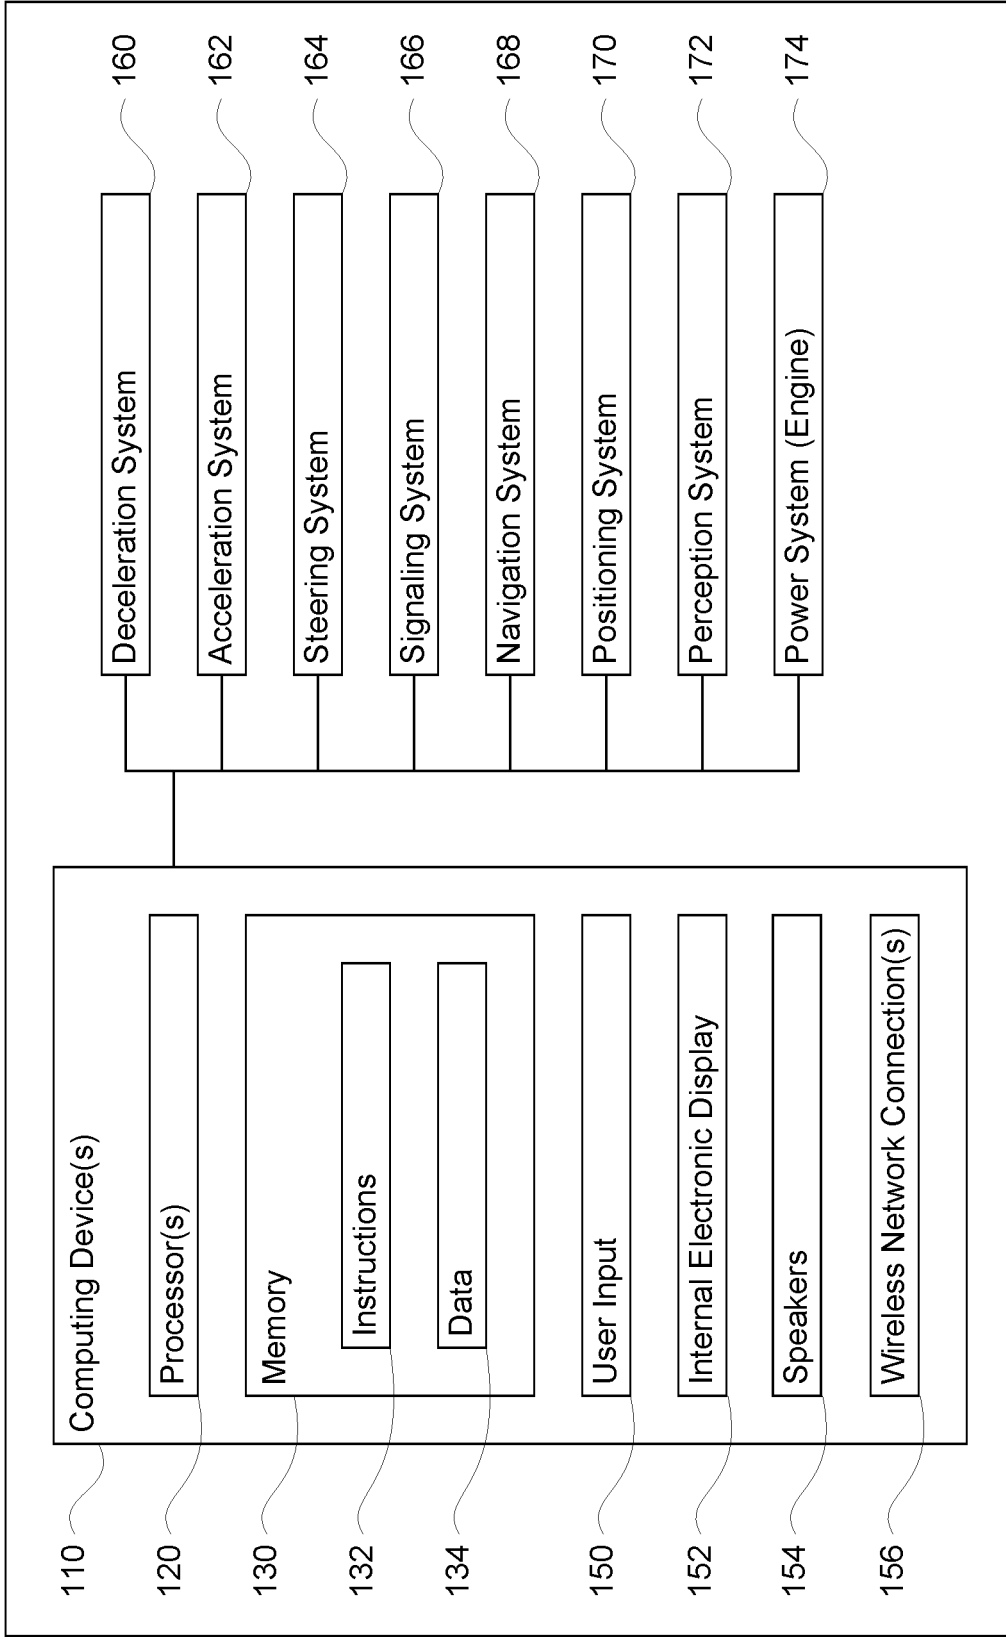 110
Computing Device(s)
120
Processor(s)
130
Memory
132
Instructions
134
Data
150
User Input
152
Internal Electronic Display
154
Speakers
156
Wireless Network Connection(s)
Deceleration System
160
Acceleration System
162
Steering System
164
Signaling System
166
Navigation System
168
Positioning System
170
Perception System
172
Power System (Engine)
174